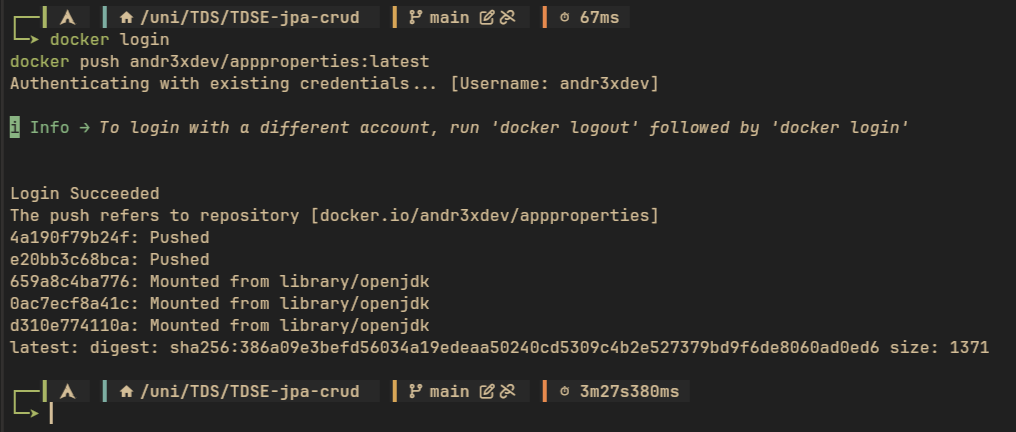 /uni/TDS/TDSE-jpa-crud main 67ms
docker login
docker push andr3xdev/appproperties:latest
Authenticating with existing credentials... [Username: andr3xdev]
i Info → To login with a different account, run 'docker logout' followed by 'docker login'
Login Succeeded
The push refers to repository [docker.io/andr3xdev/appproperties]
4a190f79b24f: Pushed
e20bb3c68bca: Pushed
659a8c4ba776: Mounted from library/openjdk
0ac7ecf8a41c: Mounted from library/openjdk
d310e774110a: Mounted from library/openjdk
latest: digest: sha256:386a09e3befd56034a19edeaa50240cd5309c4b2e527379bd9f6de8060ad0ed6 size: 1371
/uni/TDS/TDSE-jpa-crud main 3m27s380ms